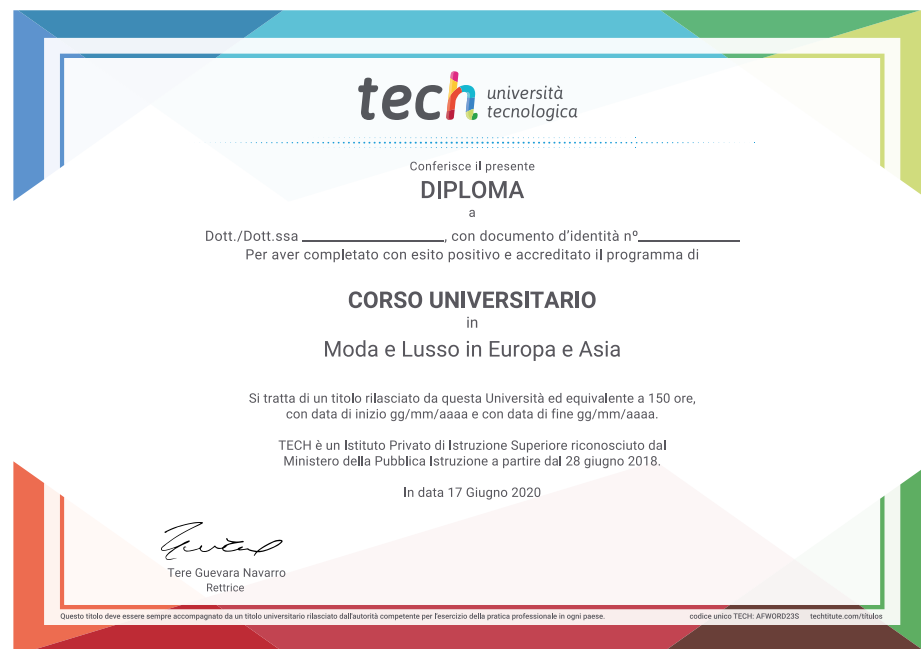 tech università
tecnologica
Conferisce il presente
DIPLOMA
a
Dott./Dott.ssa ____________________, con documento d'identità nº______________
Per aver completato con esito positivo e accreditato il programma di
CORSO UNIVERSITARIO
in
Moda e Lusso in Europa e Asia
Si tratta di un titolo rilasciato da questa Università ed equivalente a 150 ore,
con data di inizio gg/mm/aaaa e con data di fine gg/mm/aaaa.
TECH è un Istituto Privato di Istruzione Superiore riconosciuto dal
Ministero della Pubblica Istruzione a partire dal 28 giugno 2018.
In data 17 Giugno 2020
Tere Guevara Navarro
Rettrice
Questo titolo deve essere sempre accompagnato da un titolo universitario rilasciato dall'autorità competente per l'esercizio della pratica professionale in ogni paese. codice unico TECH: AFWORD23S techtitute.com/titulos